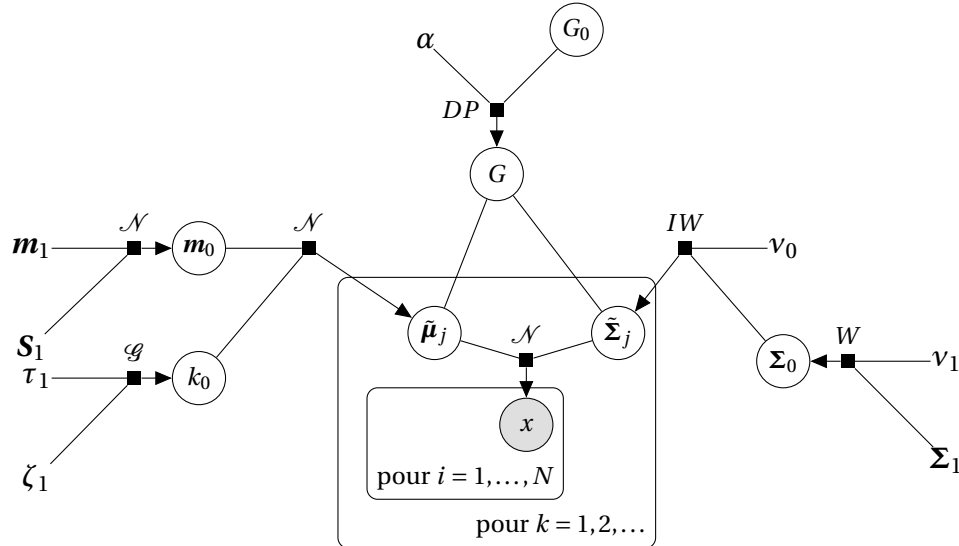 α
G₀
DP
G
𝒩
𝒩
IW
m₁
m₀
ν₀
μ̃ⱼ
𝒩
Σ̃ⱼ
S₁
τ₁
𝒢
k₀
Σ₀
W
ν₁
x
ζ₁
pour i = 1,…,N
Σ₁
pour k = 1,2,…